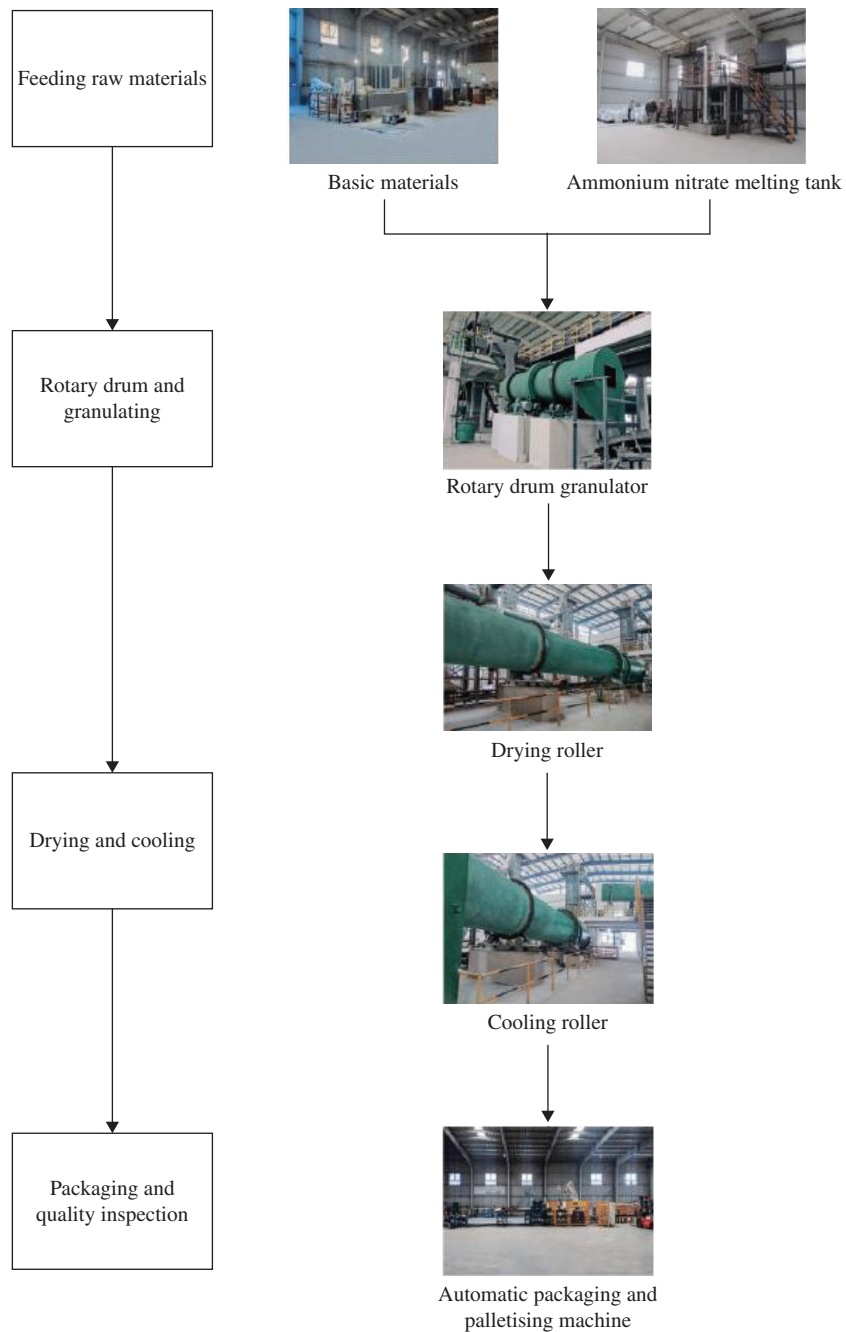 Feeding raw materials
Basic materials
Ammonium nitrate melting tank
Rotary drum and
granulating
Rotary drum granulator
Drying roller
Drying and cooling
Cooling roller
Packaging and
quality inspection
Automatic packaging and
palletising machine